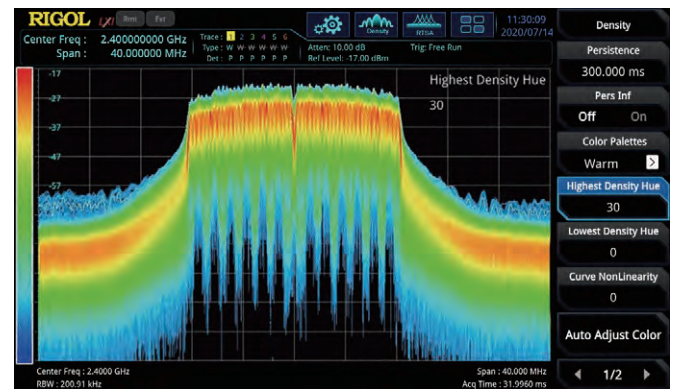 RIGOL LXI Rmt Ext
Center Freq : 2.400000000 GHz
Span : 40.000000 MHz
Trace: 1 2 3 4 5 6
Type: W W W W W W
Det: P P P P P P
Atten: 10.00 dB
Ref Level: -17.00 dBm
Density
RTSA
Trig: Free Run
11:30:09
2020/07/14
-17
-27
-37
-47
-57
Highest Density Hue
30
Center Freq : 2.4000 GHz
RBW : 200.91 kHz
Span : 40.000 MHz
Acq Time : 31.9960 ms
Density
Persistence
300.000 ms
Pers Inf
Off On
Color Palettes
Warm >
Highest Density Hue
30
Lowest Density Hue
0
Curve NonLinearity
0
Auto Adjust Color
1/2